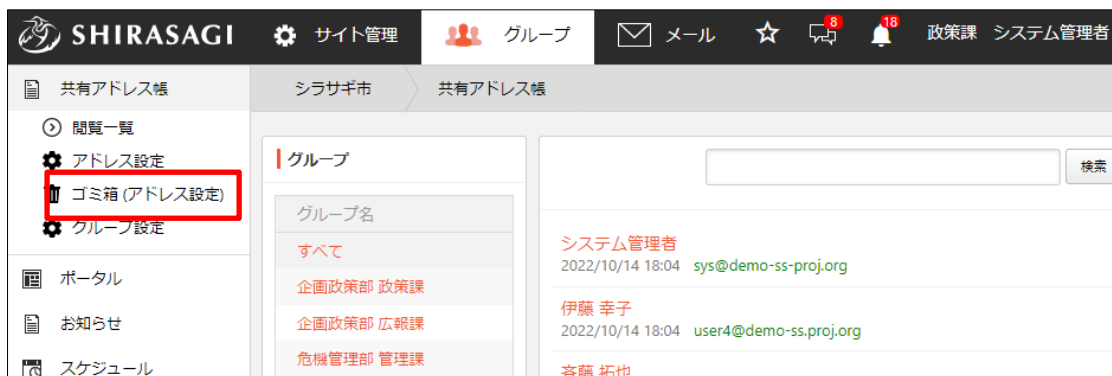 SHIRASAGI サイト管理 グループ メール 8 18 政策課 システム管理者
共有アドレス帳
シラサギ市 共有アドレス帳
閲覧一覧
アドレス設定
ゴミ箱 (アドレス設定)
グループ設定
ポータル
お知らせ
スケジュール
グループ
グループ名
すべて
企画政策部 政策課
企画政策部 広報課
危機管理部 管理課
検索
システム管理者
2022/10/14 18:04 sys@demo-ss-proj.org
伊藤 幸子
2022/10/14 18:04 user4@demo-ss.proj.org
斉藤 拓也